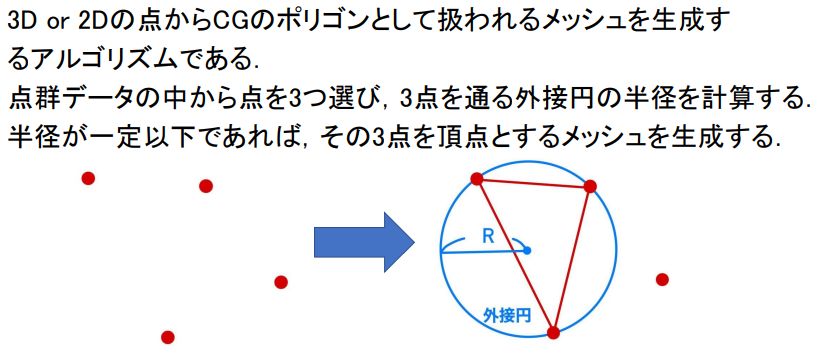 3D or 2Dの点からCGのポリゴンとして扱われるメッシュを生成す
るアルゴリズムである.
点群データの中から点を3つ選び, 3点を通る外接円の半径を計算する.
半径が一定以下であれば, その3点を頂点とするメッシュを生成する.
R
外接円